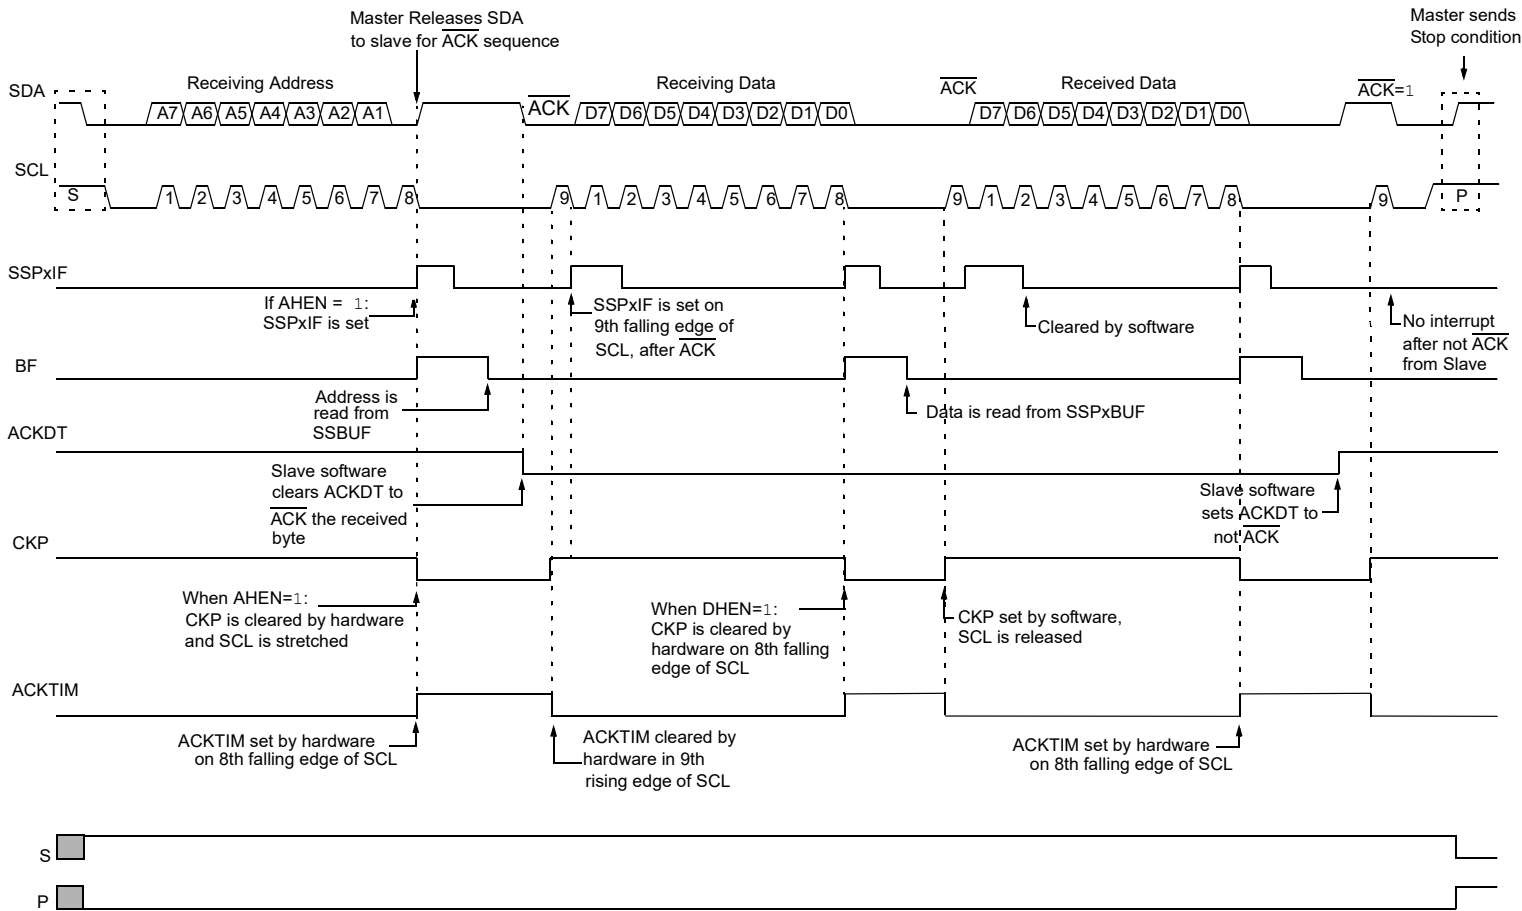 Master Releases SDA
to slave for ACK sequence
Master sends
Stop condition
SDA
Receiving Address
ACK
Receiving Data
ACK
Received Data
ACK=1
A7 A6 A5 A4 A3 A2 A1
D7 D6 D5 D4 D3 D2 D1 D0
D7 D6 D5 D4 D3 D2 D1 D0
SCL
S
1 2 3 4 5 6 7 8
9 1 2 3 4 5 6 7 8
9 1 2 3 4 5 6 7 8
9
P
SSPxIF
If AHEN = 1:
SSPxIF is set
SSPxIF is set on
9th falling edge of
SCL, after ACK
Cleared by software
No interrupt
after not ACK
from Slave
BF
Address is
read from
SSBUF
Data is read from SSPxBUF
ACKDT
Slave software
clears ACKDT to
ACK the received
byte
Slave software
sets ACKDT to
not ACK
CKP
When AHEN=1:
CKP is cleared by hardware
and SCL is stretched
When DHEN=1:
CKP is cleared by
hardware on 8th falling
edge of SCL
CKP set by software,
SCL is released
ACKTIM
ACKTIM set by hardware
on 8th falling edge of SCL
ACKTIM cleared by
hardware in 9th
rising edge of SCL
ACKTIM set by hardware
on 8th falling edge of SCL
S
P